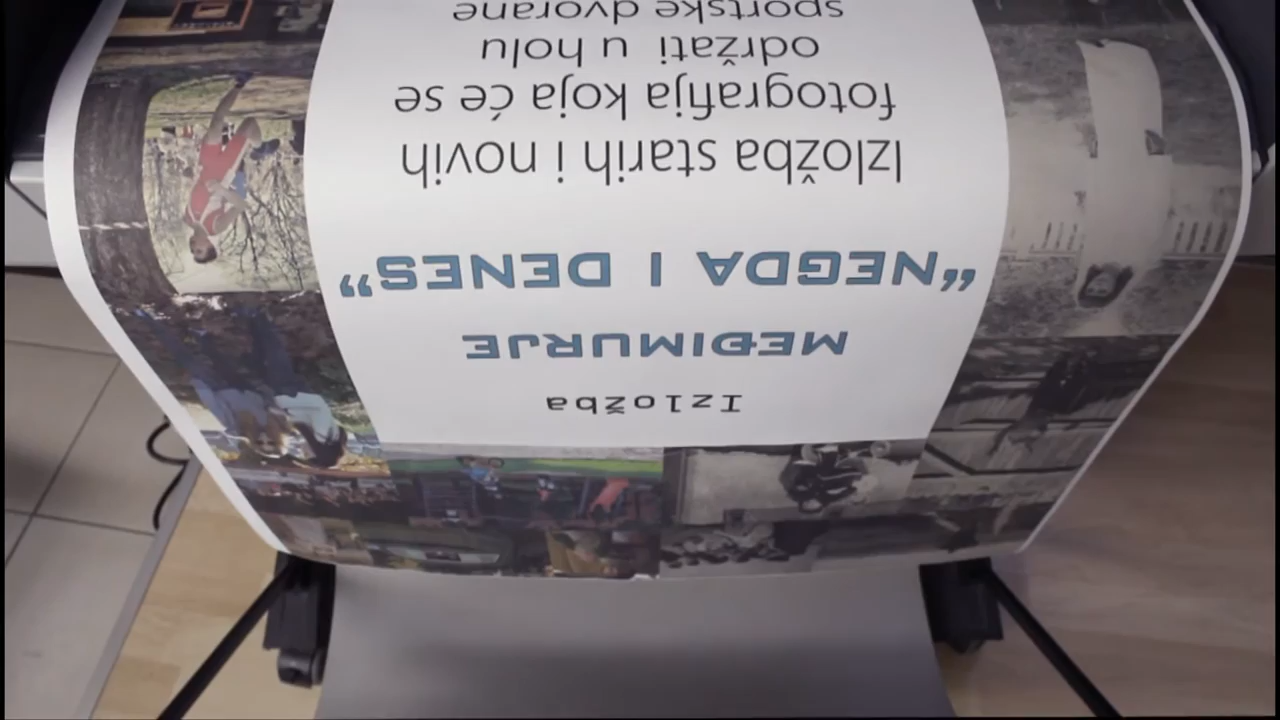 Izložba
MEĐIMURJE
“NEGDA I DENES”
Izložba starih i novih
fotografija koja će se
održati u holu
sportske dvorane